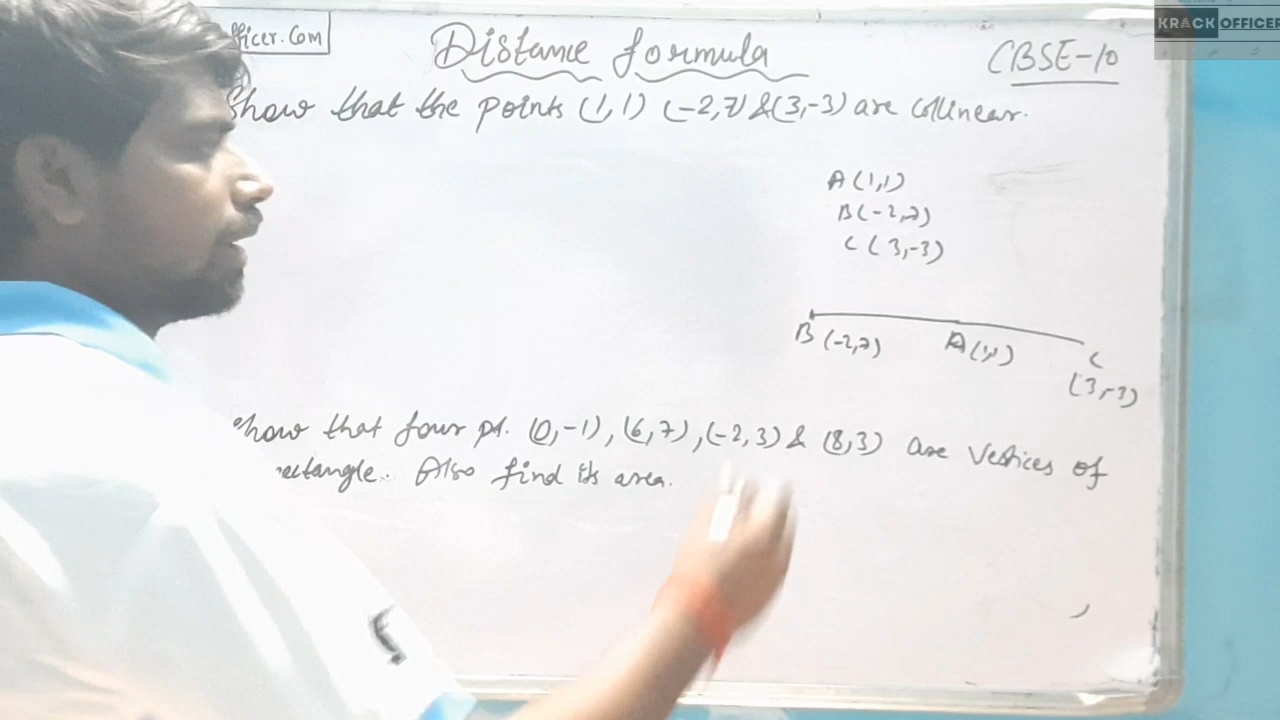 fficer.Com
Distance formula
CBSE-10
KRACK OFFICER
Show that the points (1,1) (-2,7) & (3,-3) are collinear.
A (1,1)
B(-2,7)
C (3,-3)
B (-2,7) A (1,1) C
(3,-3)
show that four pt. (0,-1), (6,7), (-2,3) & (8,3) are vertices of
rectangle. Also find its area.